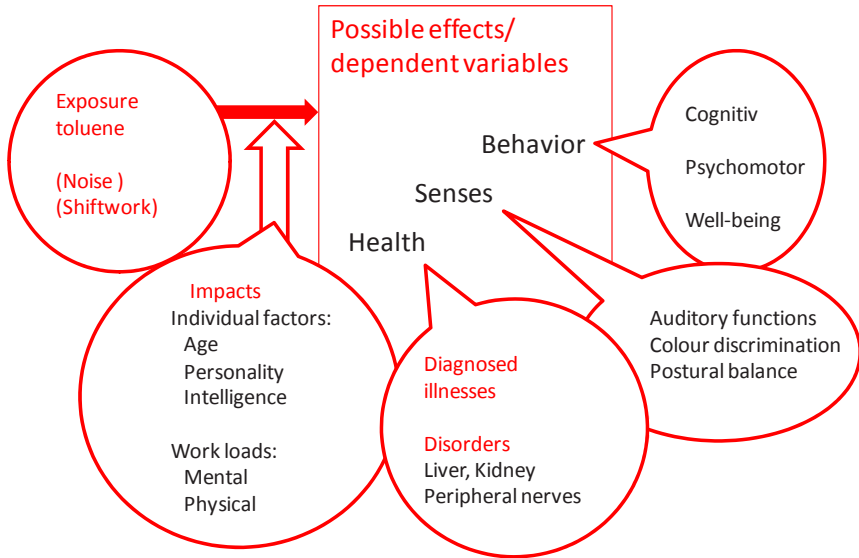 Possible effects/
dependent variables
Exposure
toluene
(Noise )
(Shiftwork)
Behavior
Senses
Health
Cognitiv
Psychomotor
Well-being
Impacts
Individual factors:
Age
Personality
Intelligence
Work loads:
Mental
Physical
Diagnosed
illnesses
Disorders
Liver, Kidney
Peripheral nerves
Auditory functions
Colour discrimination
Postural balance